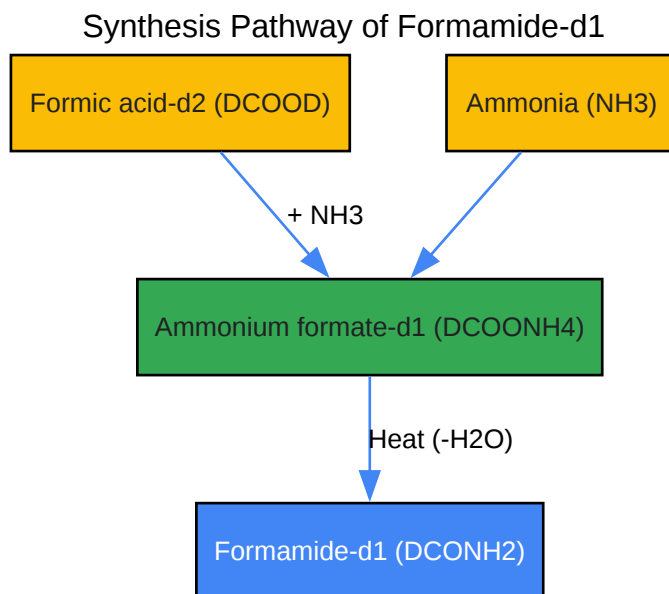 Synthesis Pathway of Formamide-d1
Formic acid-d2 (DCOOD)
Ammonia (NH3)
+ NH3
Ammonium formate-d1 (DCOONH4)
Heat (-H2O)
Formamide-d1 (DCONH2)